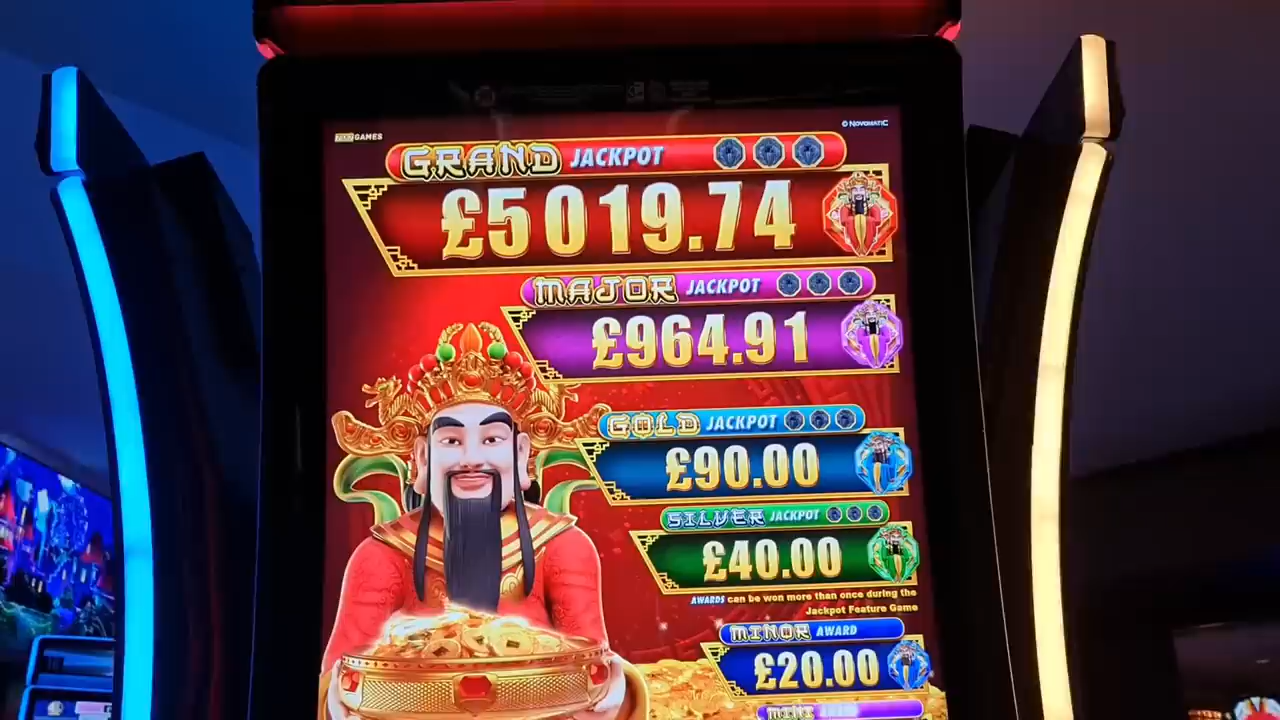 GAMES
© NOVOMATIC
GRAND JACKPOT
£5019.74
MAJOR JACKPOT
£964.91
GOLD JACKPOT
£90.00
SILVER JACKPOT
£40.00
AWARDS can be won more than once during the
Jackpot Feature Game
MINOR AWARD
£20.00
MINI